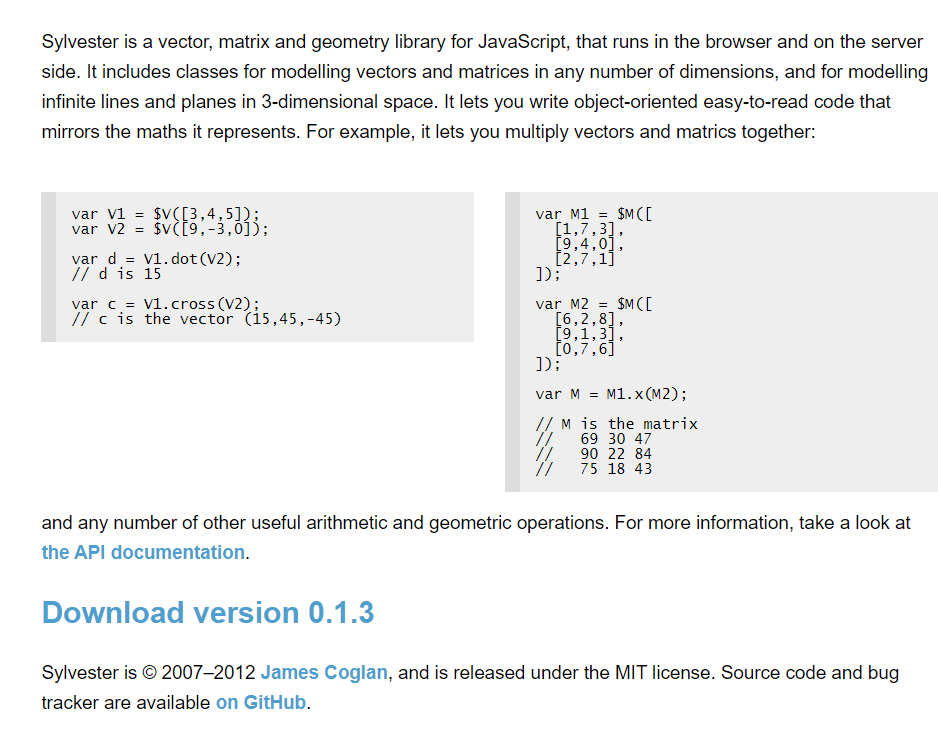 Sylvester is a vector, matrix and geometry library for JavaScript, that runs in the browser and on the server
side. It includes classes for modelling vectors and matrices in any number of dimensions, and for modelling
infinite lines and planes in 3-dimensional space. It lets you write object-oriented easy-to-read code that
mirrors the maths it represents. For example, it lets you multiply vectors and matrics together:
var V1 = $V([3,4,5]);
var V2 = $V([9,-3,0]);
var d = V1.dot(V2);
// d is 15
var c = V1.cross(V2);
// c is the vector (15,45,-45)
var M1 = $M([
[1,7,3],
[9,4,0],
[2,7,1]
]);
var M2 = $M([
[6,2,8],
[9,1,3],
[0,7,6]
]);
var M = M1.x(M2);
// M is the matrix
// 69 30 47
// 90 22 84
// 75 18 43
and any number of other useful arithmetic and geometric operations. For more information, take a look at
the API documentation.
Download version 0.1.3
Sylvester is © 2007–2012 James Coglan, and is released under the MIT license. Source code and bug
tracker are available on GitHub.